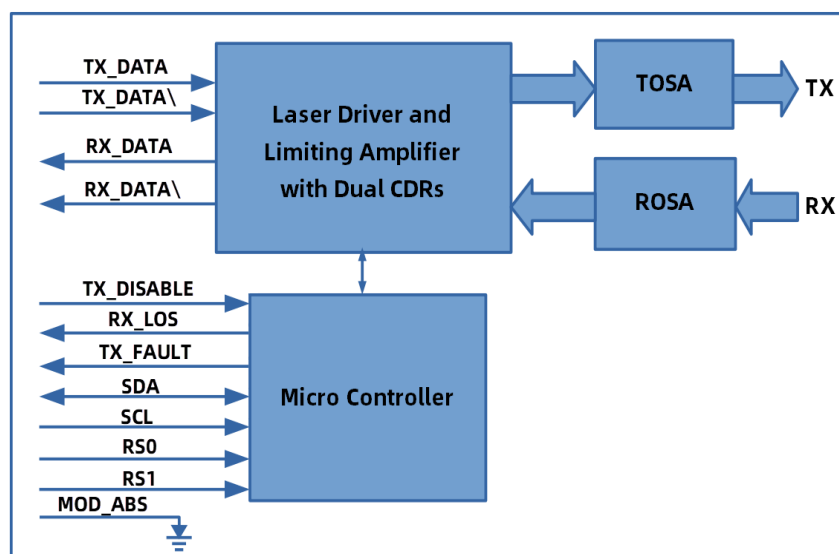 TX_DATA
TX_DATA\
RX_DATA
RX_DATA\
Laser Driver and
Limiting Amplifier
with Dual CDRs
TOSA
TX
ROSA
RX
TX_DISABLE
RX_LOS
TX_FAULT
SDA
SCL
RS0
RS1
MOD_ABS
Micro Controller